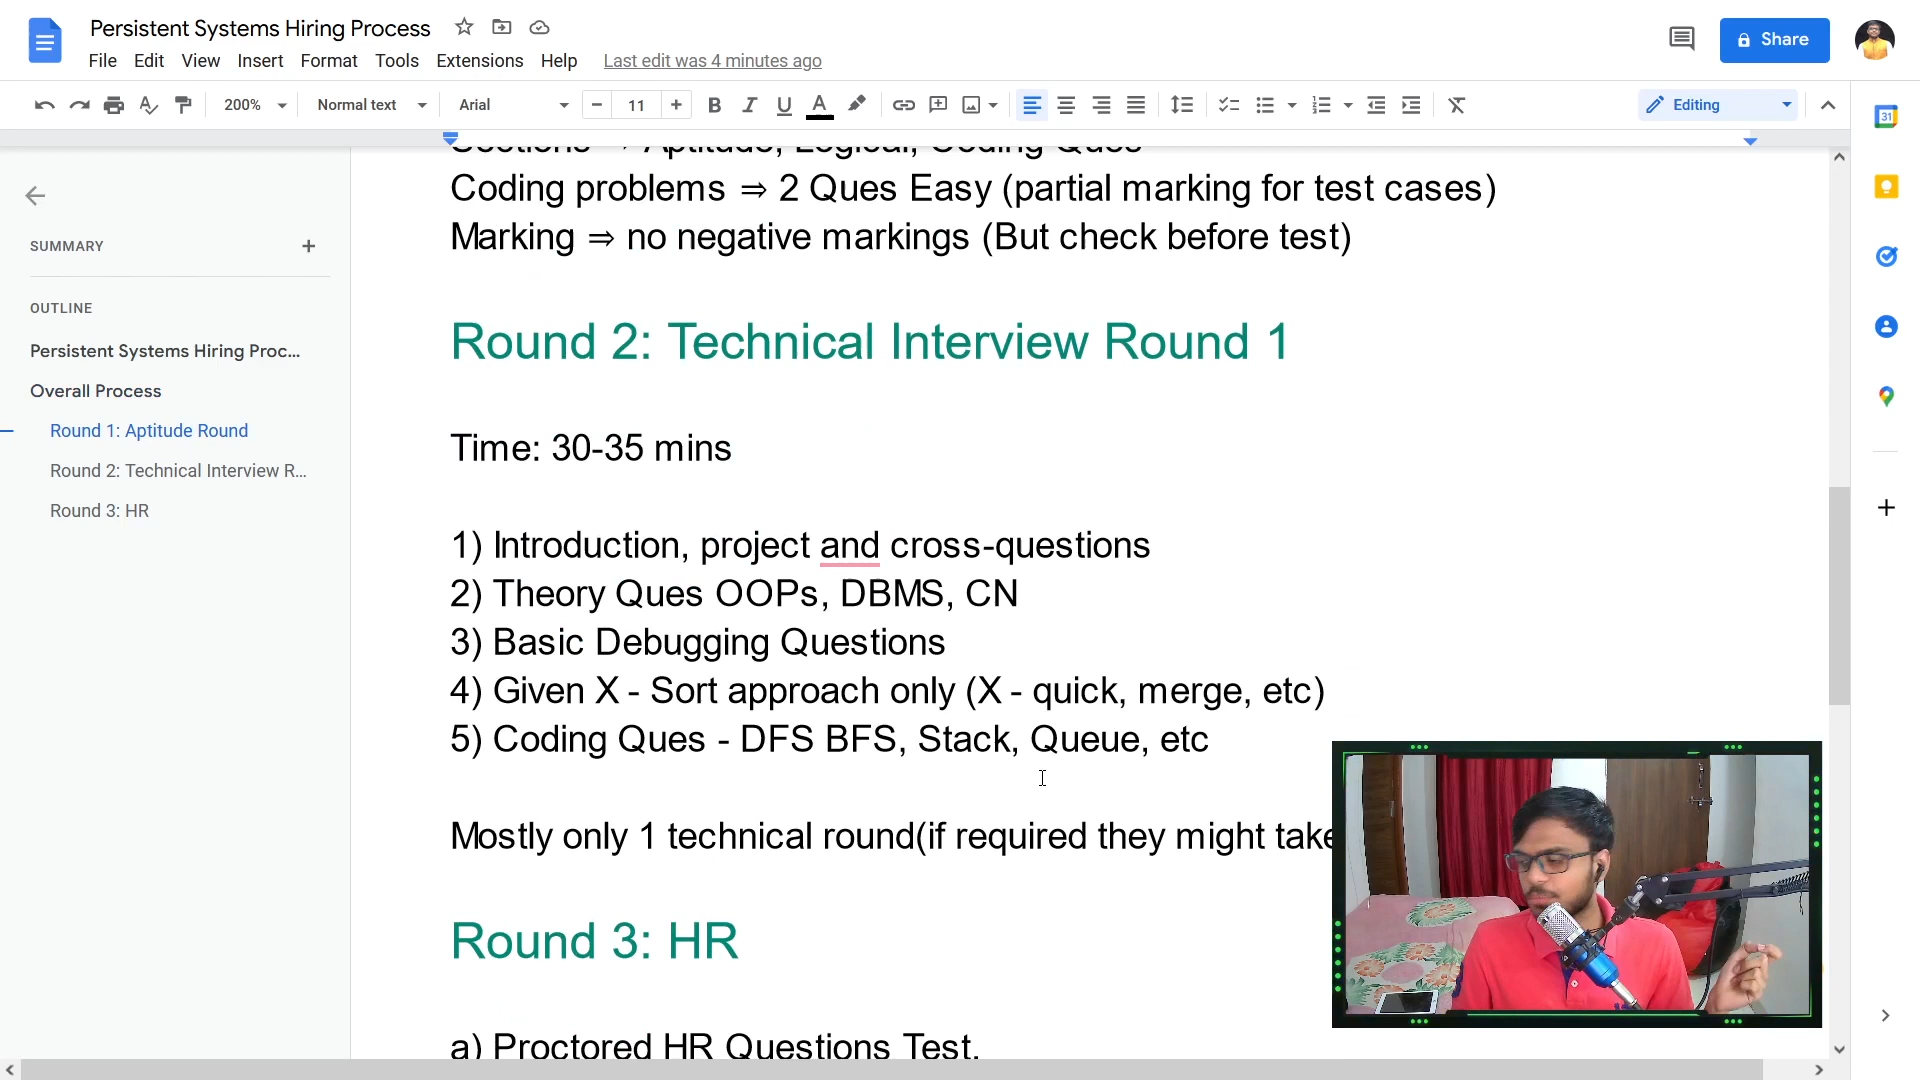 Persistent Systems Hiring Process
File Edit View Insert Format Tools Extensions Help Last edit was 4 minutes ago
Share
200% Normal text Arial 11 Editing
31
SUMMARY
OUTLINE
Persistent Systems Hiring Proc...
Overall Process
Round 1: Aptitude Round
Round 2: Technical Interview R...
Round 3: HR
Sections ⇒ Aptitude, Logical, Coding Ques
Coding problems ⇒ 2 Ques Easy (partial marking for test cases)
Marking ⇒ no negative markings (But check before test)
Round 2: Technical Interview Round 1
Time: 30-35 mins
1) Introduction, project and cross-questions
2) Theory Ques OOPs, DBMS, CN
3) Basic Debugging Questions
4) Given X - Sort approach only (X - quick, merge, etc)
5) Coding Ques - DFS BFS, Stack, Queue, etc
Mostly only 1 technical round(if required they might take
Round 3: HR
a) Proctored HR Questions Test.